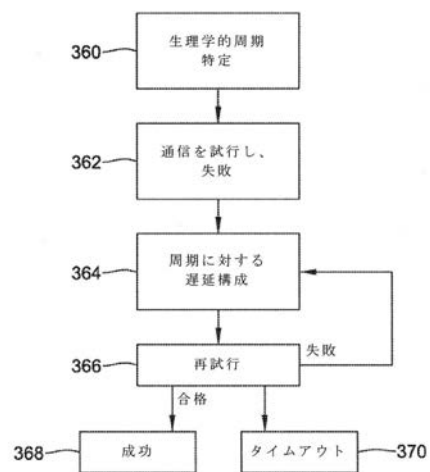 360
生理学的周期
特定
362
通信を試行し、
失敗
364
周期に対する
遅延構成
366
再試行
失敗
合格
368
成功
タイムアウト
370